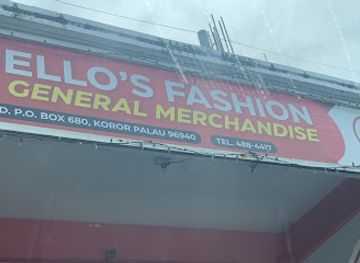 ELLO'S FASHION
GENERAL MERCHANDISE
D. P.O. BOX 680, KOROR PALAU 96940 TEL. 488-4417